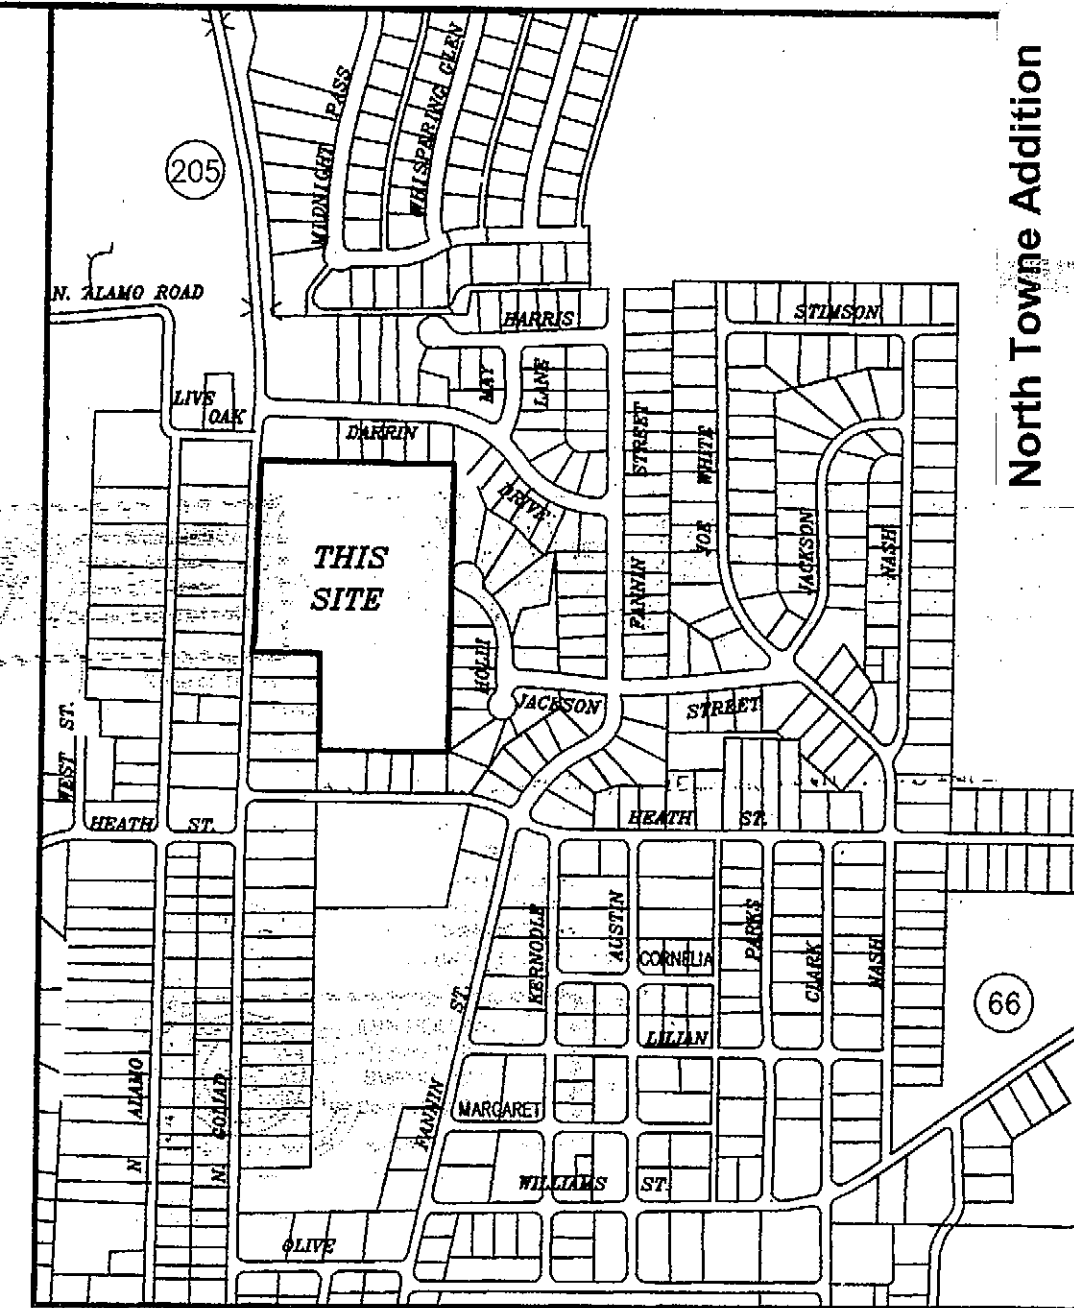 North Towne Addition
MIDNIGHT PASS
WHISPARING GLEN
205
N. ALAMO ROAD
HARRIS
STIMSON
LIVE
OAK
MAY
LANE
DARRIN
DRIVE
STREET
JOE WHITE
JACKSON
NASH
THIS
SITE
FANNIN
HOLLI
JACKSON
STREET
WEST ST.
HEATH ST.
HEATH ST.
KERNODLE
AUSTIN
CORNELIA
PARKS
CLARK
NASH
66
LILIAN
FANNIN ST.
MARGARET
N ALAMO
N. GOLIAD
WILLIAMS ST.
OLIVE